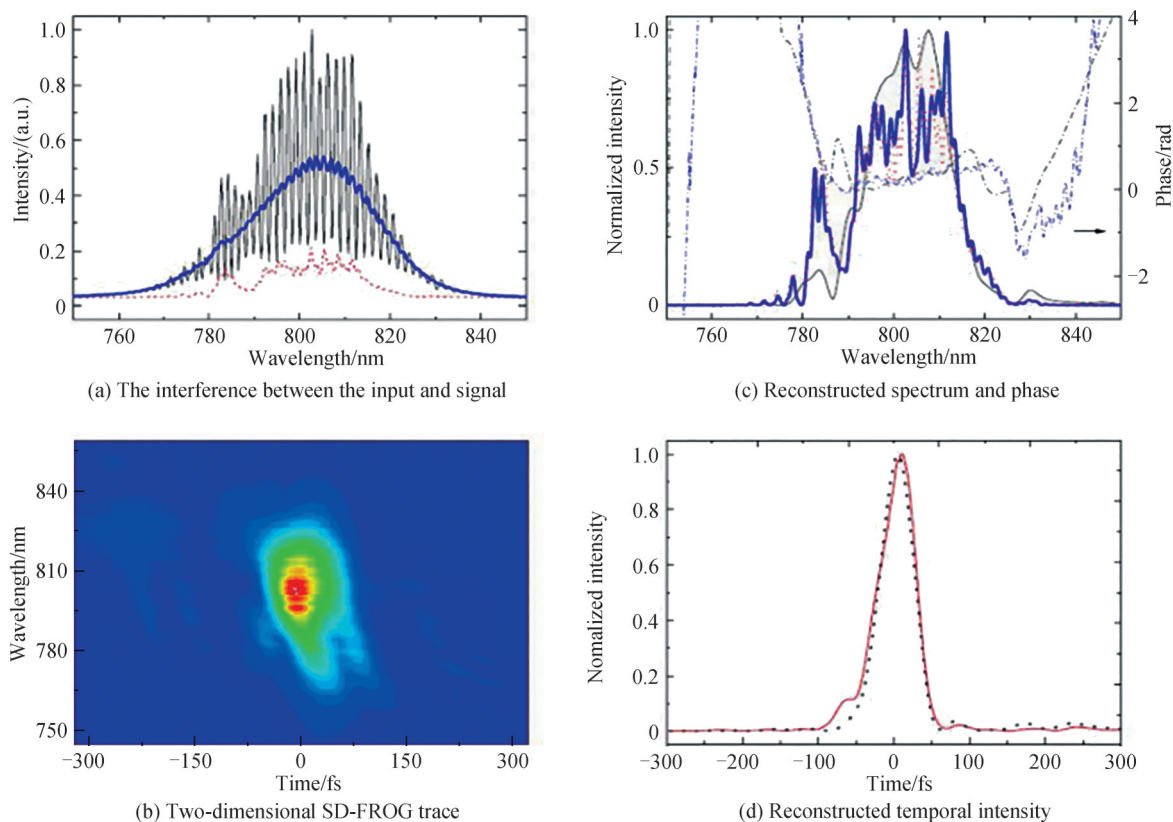 1.0
0.8
0.6
0.4
0.2
0
Intensity/(a.u.)
760 780 800 820 840
Wavelength/nm
(a) The interference between the input and signal
1.0
0.5
0
Normalized intensity
4
2
0
−2
Phase/rad
760 780 800 820 840
Wavelength/nm
(c) Reconstructed spectrum and phase
840
810
780
750
Wavelength/nm
−300 −150 0 150 300
Time/fs
(b) Two-dimensional SD-FROG trace
1.0
0.8
0.6
0.4
0.2
0
Nomalized intensity
−300 −200 −100 0 100 200 300
Time/fs
(d) Reconstructed temporal intensity